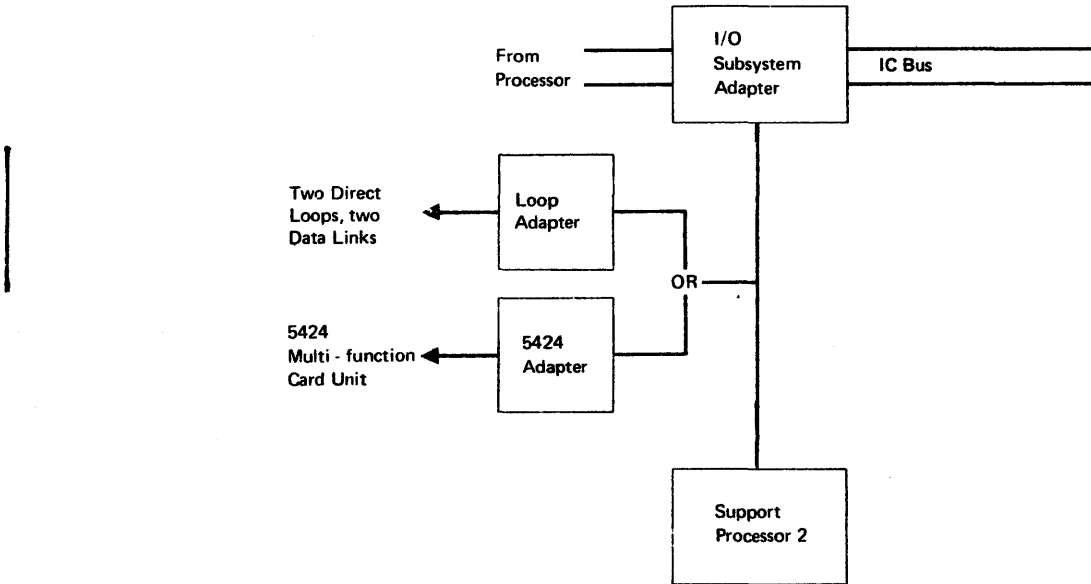 I/O
Subsystem
Adapter
From
Processor
IC Bus
Two Direct
Loops, two
Data Links
Loop
Adapter
OR
5424
Multi - function
Card Unit
5424
Adapter
Support
Processor 2